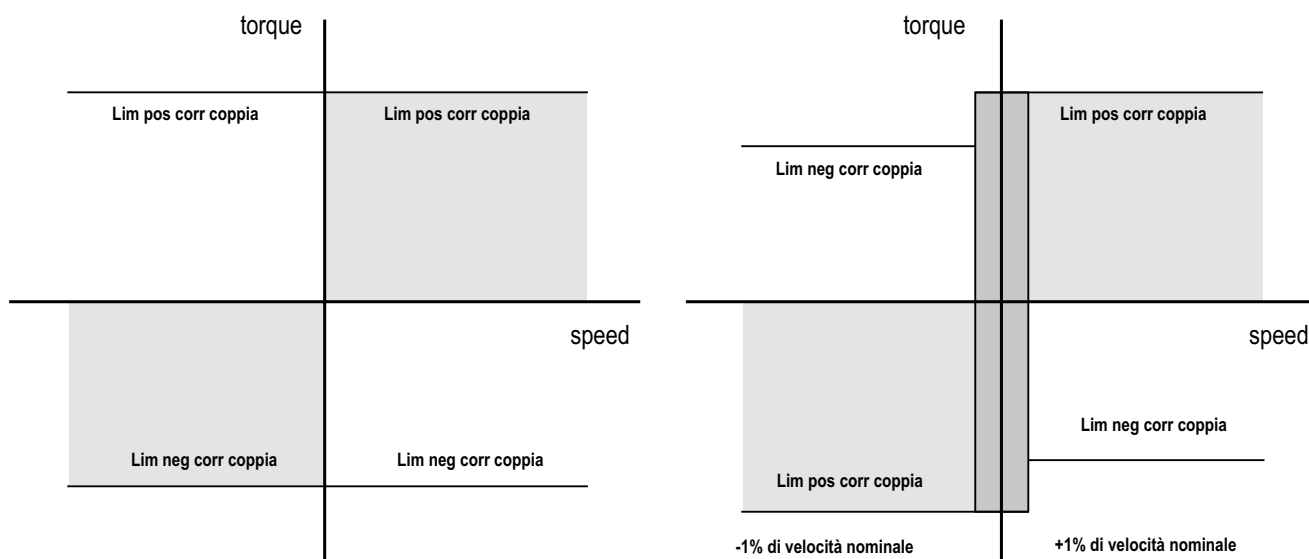 torque
Lim pos corr coppia
Lim pos corr coppia
speed
Lim neg corr coppia
Lim neg corr coppia
torque
Lim pos corr coppia
Lim neg corr coppia
speed
Lim neg corr coppia
Lim pos corr coppia
-1% di velocità nominale
+1% di velocità nominale